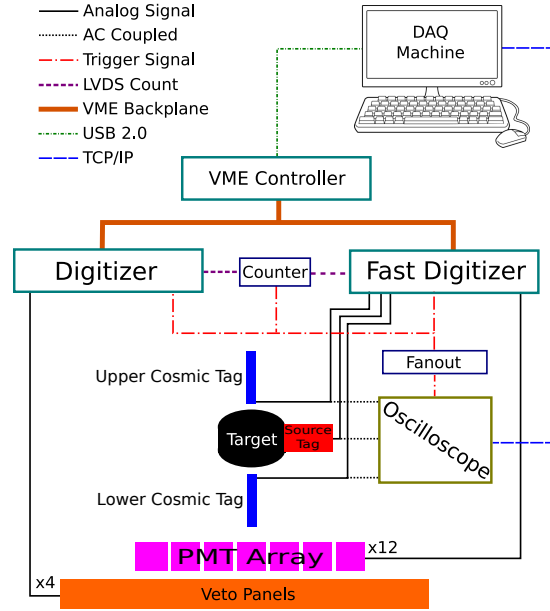 Analog Signal
AC Coupled
Trigger Signal
LVDS Count
VME Backplane
USB 2.0
TCP/IP
DAQ
Machine
VME Controller
Digitizer
Counter
Fast Digitizer
Fanout
Upper Cosmic Tag
Oscilloscope
Target
Source
Tag
Lower Cosmic Tag
PMT Array
x12
x4
Veto Panels